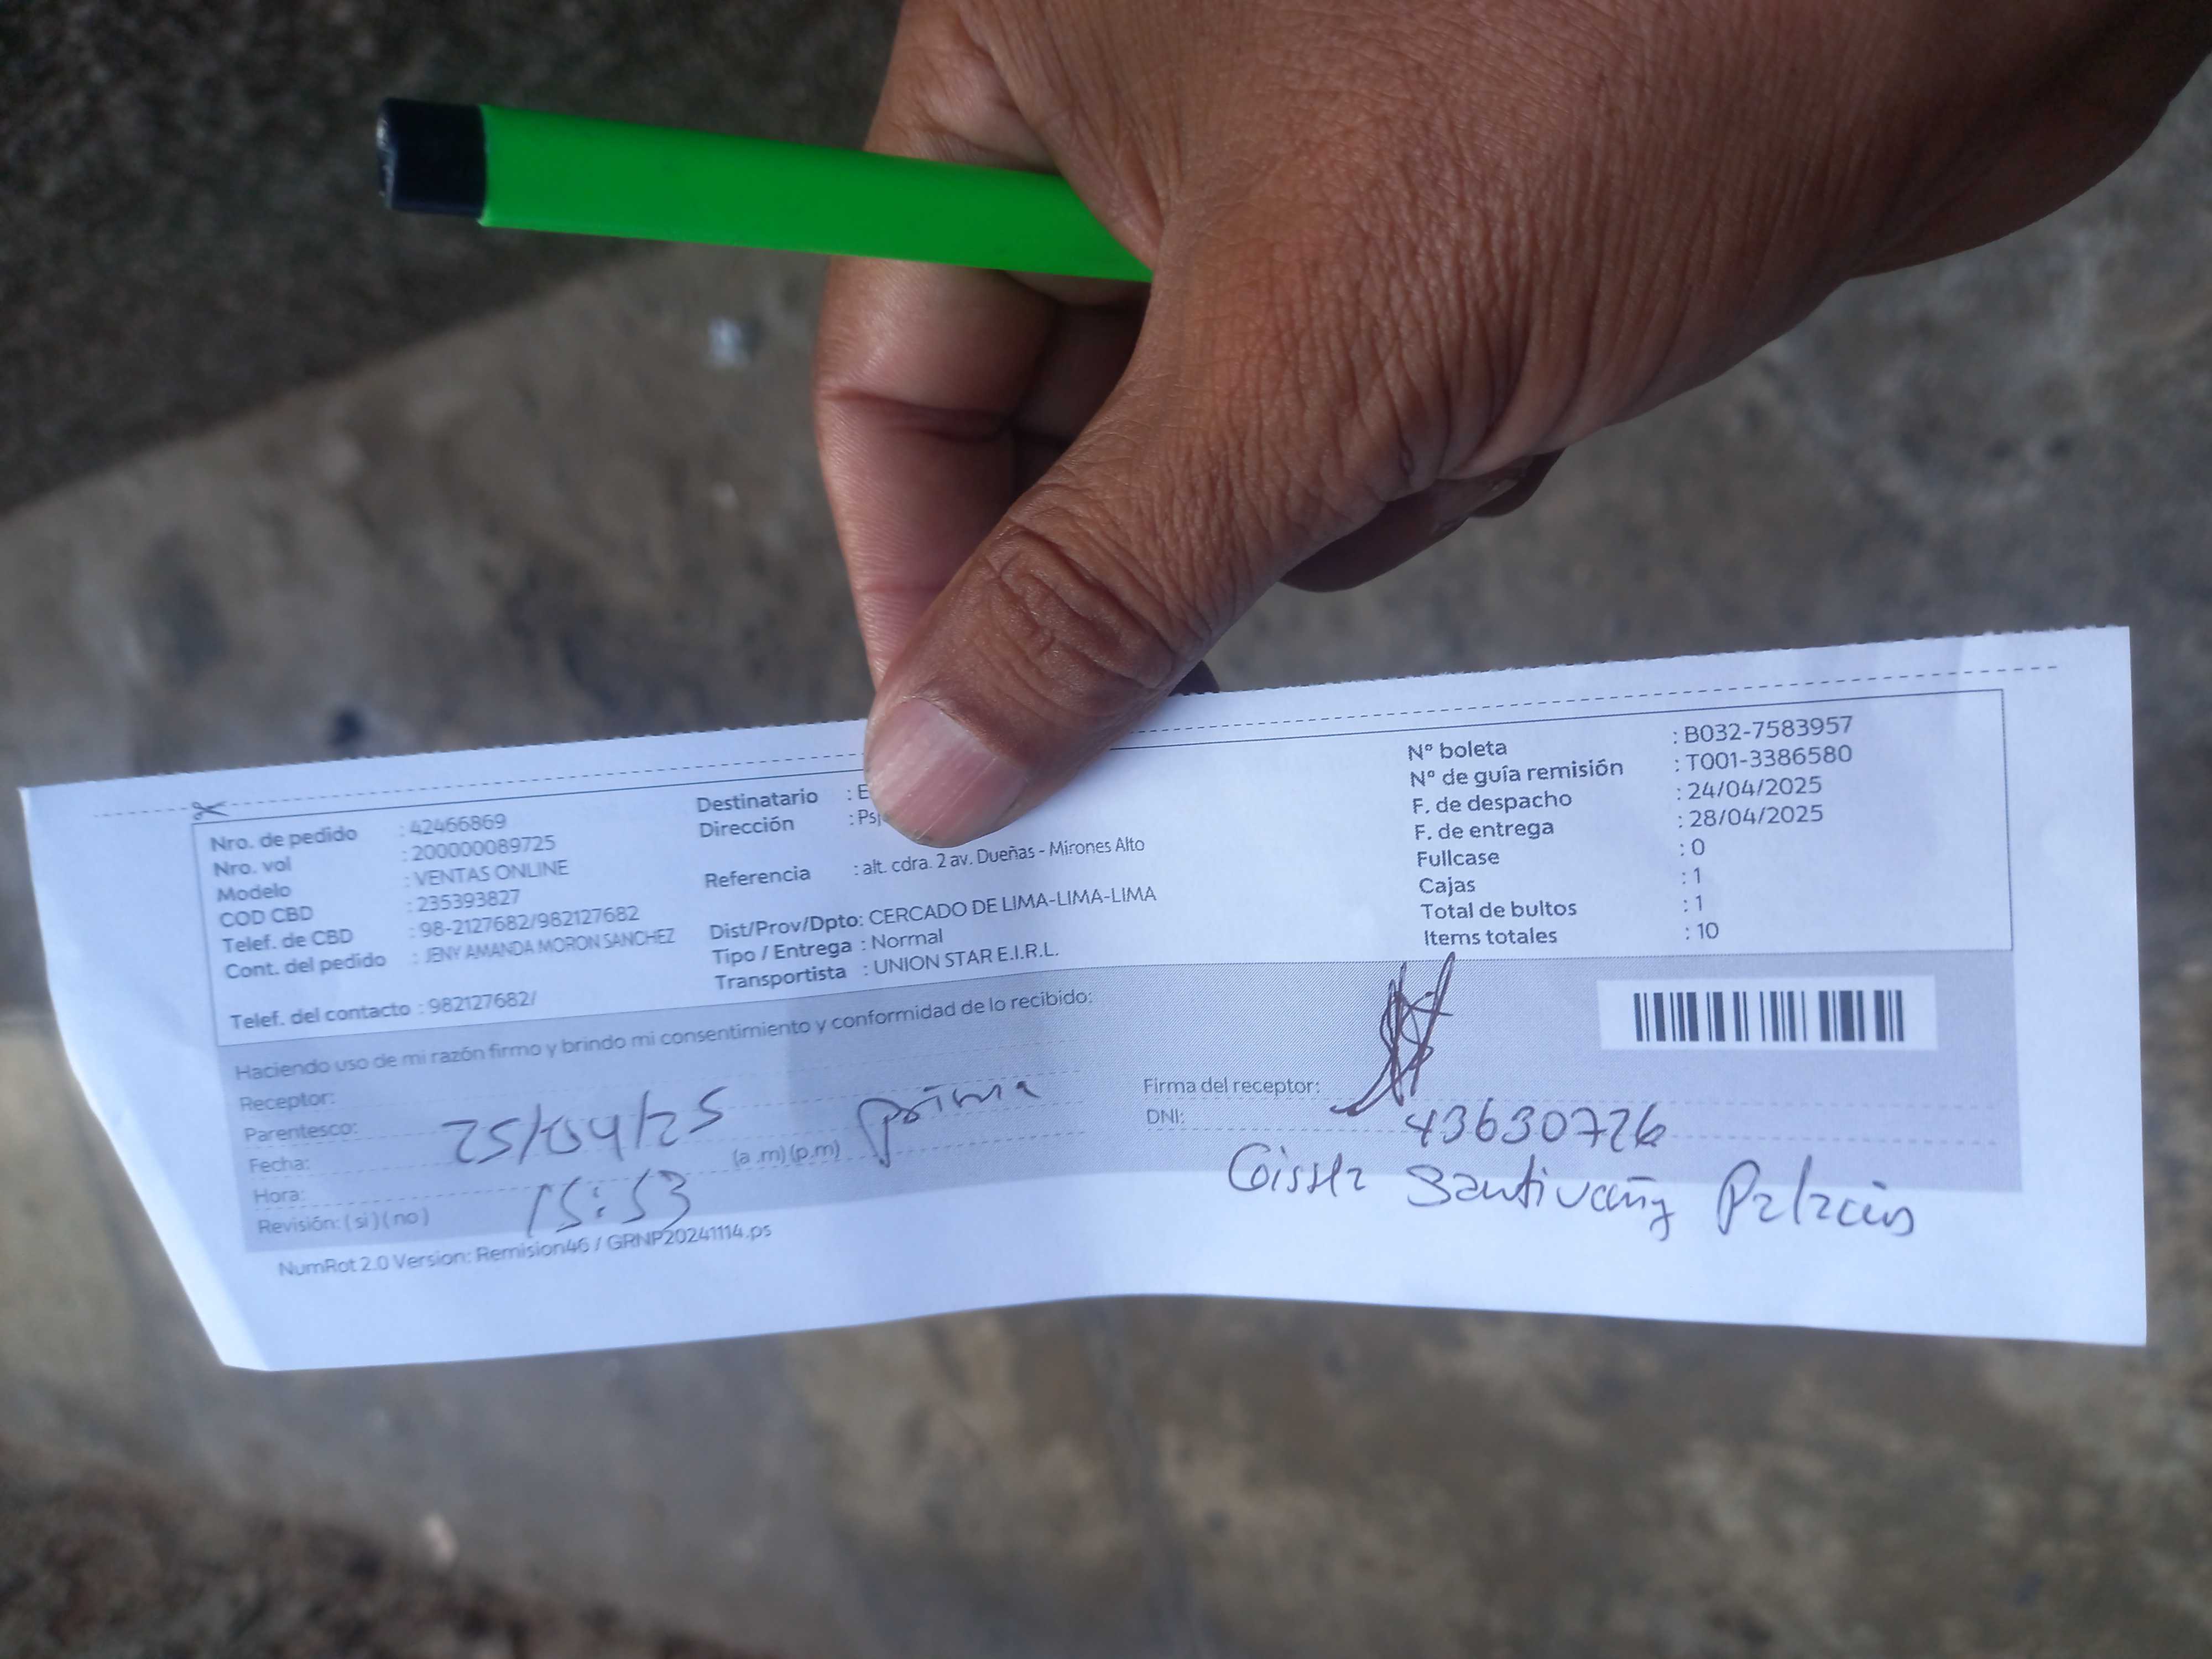 Nro. de pedido : 42466869
Nro. vol : 200000089725
Modelo : VENTAS ONLINE
COD CBD : 235393827
Telef. de CBD : 98-2127682/982127682
Cont. del pedido : JENY AMANDA MORON SANCHEZ
Telef. del contacto : 982127682/
Destinatario : E
Dirección : Psj
Referencia : alt. cdra. 2 av. Dueñas - Mirones Alto
Dist/Prov/Dpto: CERCADO DE LIMA-LIMA-LIMA
Tipo / Entrega : Normal
Transportista : UNION STAR E.I.R.L.
N° boleta : B032-7583957
N° de guía remisión : T001-3386580
F. de despacho : 24/04/2025
F. de entrega : 28/04/2025
Fullcase : 0
Cajas : 1
Total de bultos : 1
Items totales : 10
Haciendo uso de mi razón firmo y brindo mi consentimiento y conformidad de lo recibido:
Receptor:
Parentesco: prima
Fecha: 25/04/25
Hora: 15:53 (a .m) (p.m)
Revisión: ( si ) ( no )
Firma del receptor:
DNI: 43630726
Santivañ
NumRot 2.0 Version: Remision46 / GRNP20241114.ps